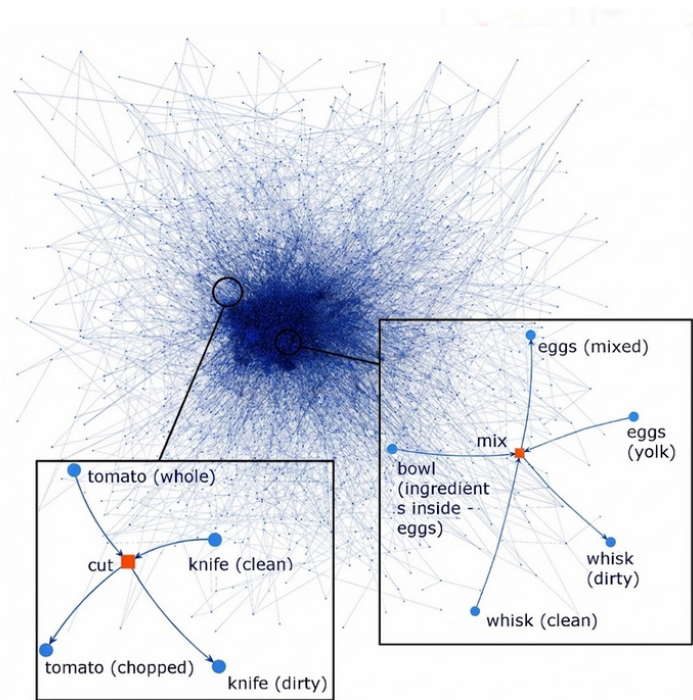 eggs (mixed)
mix
eggs
(yolk)
bowl
(ingredient
s inside -
eggs)
whisk
(dirty)
whisk (clean)
tomato (whole)
cut
knife (clean)
tomato (chopped)
knife (dirty)